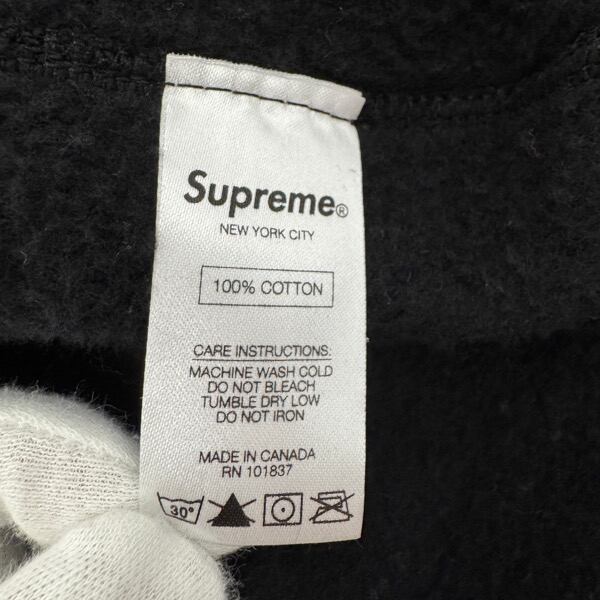 Supreme®
NEW YORK CITY
100% COTTON
CARE INSTRUCTIONS:
MACHINE WASH COLD
DO NOT BLEACH
TUMBLE DRY LOW
DO NOT IRON
MADE IN CANADA
RN 101837
30°